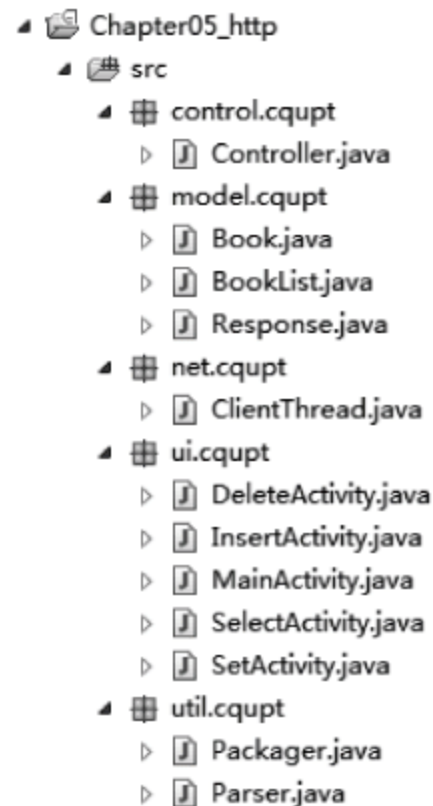 Chapter05_http
src
control.cqupt
Controller.java
model.cqupt
Book.java
BookList.java
Response.java
net.cqupt
ClientThread.java
ui.cqupt
DeleteActivity.java
InsertActivity.java
MainActivity.java
SelectActivity.java
SetActivity.java
util.cqupt
Packager.java
Parser.java